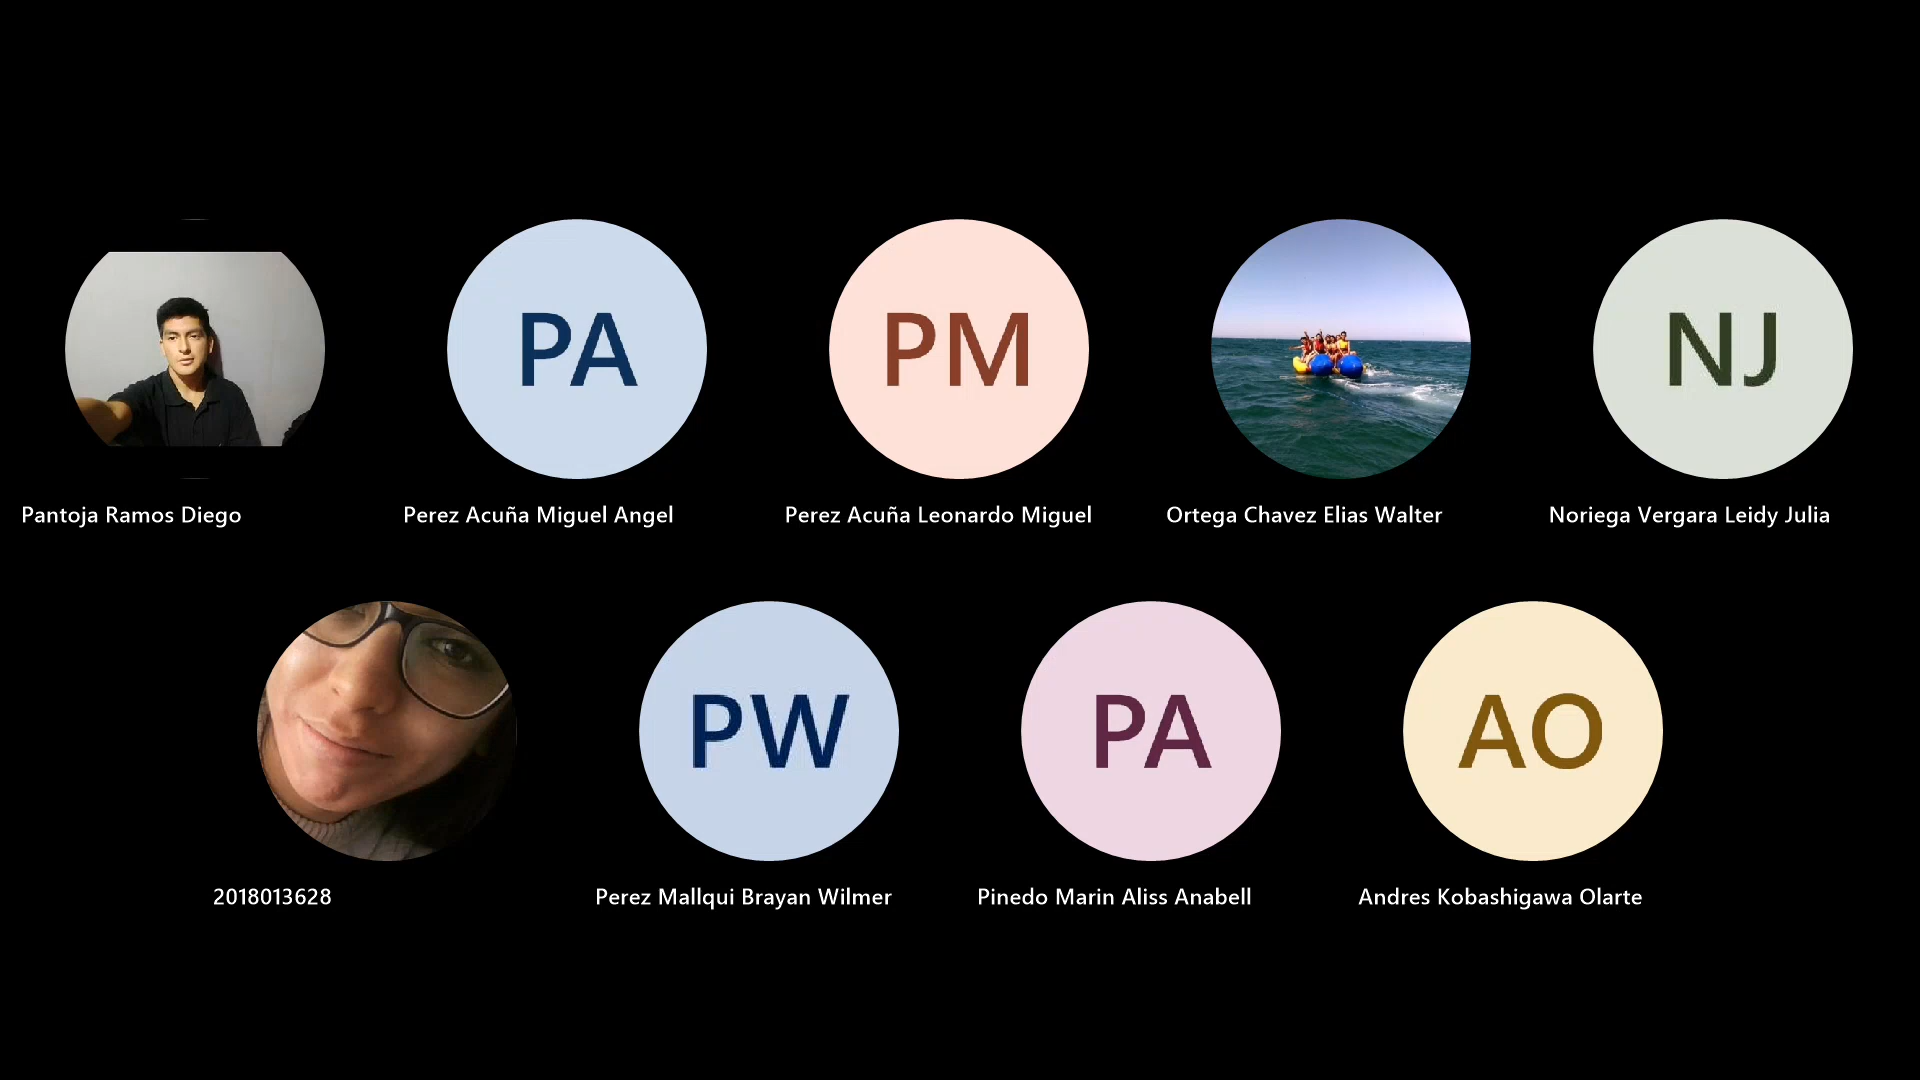 PA
PM
NJ
Pantoja Ramos Diego
Perez Acuña Miguel Angel
Perez Acuña Leonardo Miguel
Ortega Chavez Elias Walter
Noriega Vergara Leidy Julia
PW
PA
AO
2018013628
Perez Mallqui Brayan Wilmer
Pinedo Marin Aliss Anabell
Andres Kobashigawa Olarte